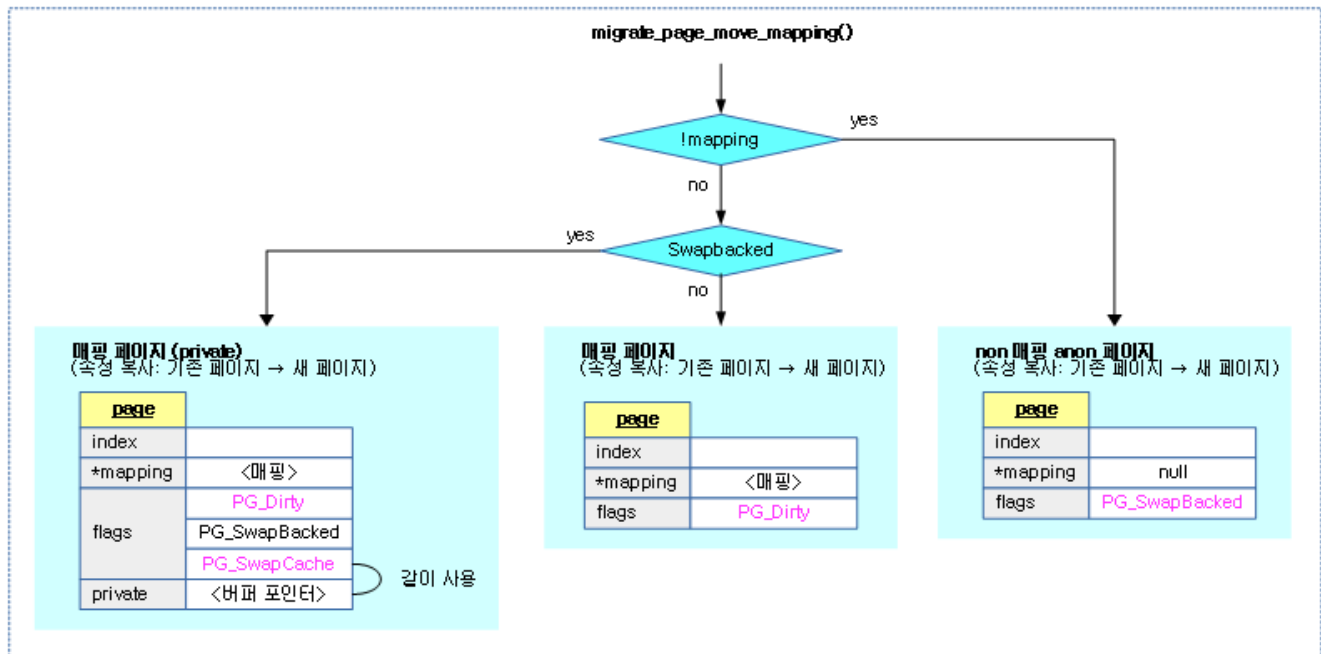 migrate_page_move_mapping()
!mapping
yes
no
yes
Swapbacked
no
매핑 페이지 (private)
(속성 복사: 기존 페이지 → 새 페이지)
page
index
*mapping <매핑>
flags
PG_Dirty
PG_SwapBacked
PG_SwapCache
private <버퍼 포인터>
같이 사용
매핑 페이지
(속성 복사: 기존 페이지 → 새 페이지)
page
index
*mapping <매핑>
flags PG_Dirty
non 매핑 anon 페이지
(속성 복사: 기존 페이지 → 새 페이지)
page
index
*mapping null
flags PG_SwapBacked